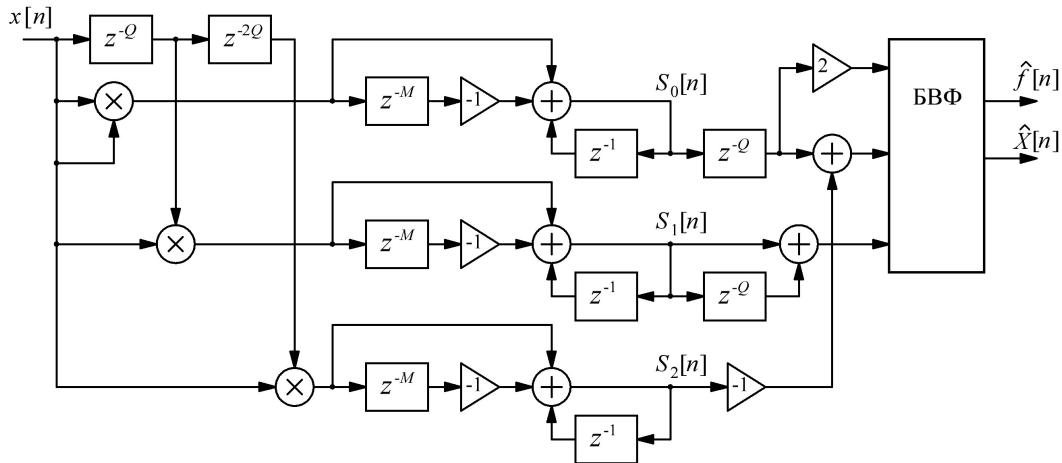 x[n]
z^-Q
z^-2Q
z^-M
-1
S_0[n]
z^-1
z^-Q
2
БВФ
f̂[n]
X̂[n]
z^-M
-1
S_1[n]
z^-1
z^-Q
z^-M
-1
S_2[n]
-1
z^-1